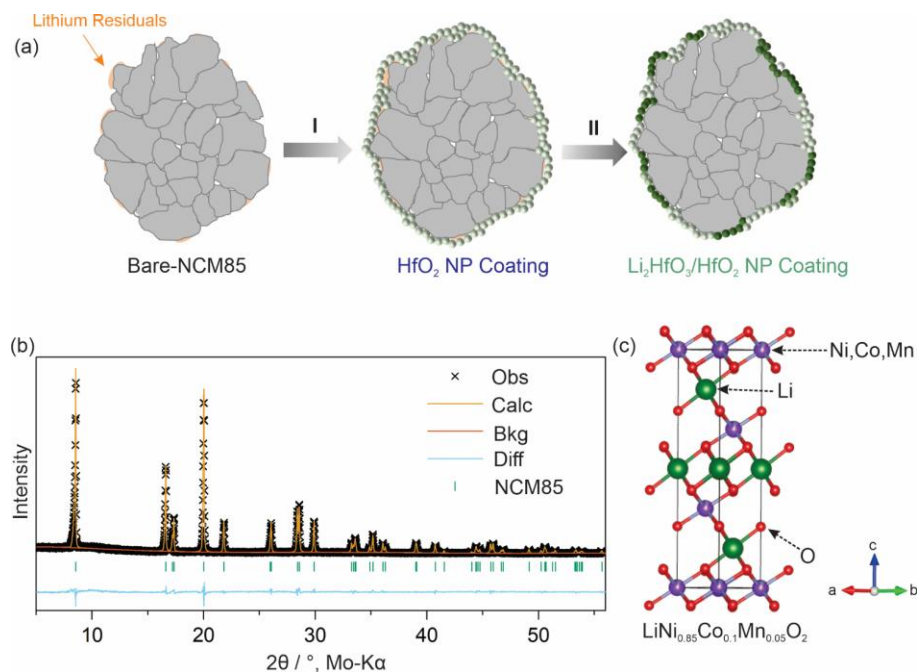 Lithium Residuals
(a)
I
II
Bare-NCM85
HfO₂ NP Coating
Li₂HfO₃/HfO₂ NP Coating
(b)
Obs
Calc
Bkg
Diff
NCM85
Intensity
10 20 30 40 50
2θ / °, Mo-Kα
(c)
Ni,Co,Mn
Li
O
c
a b
LiNi₀.₈₅Co₀.₁Mn₀.₀₅O₂